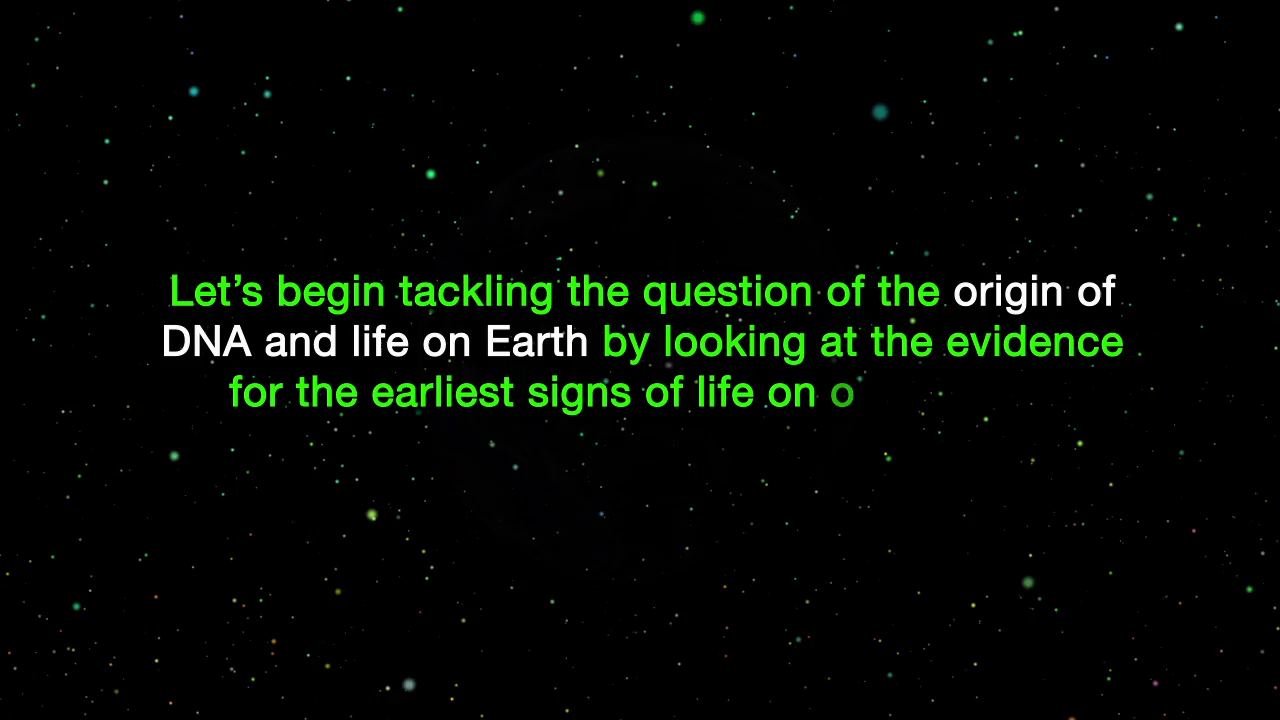 Let’s begin tackling the question of the origin of
DNA and life on Earth by looking at the evidence
for the earliest signs of life on o